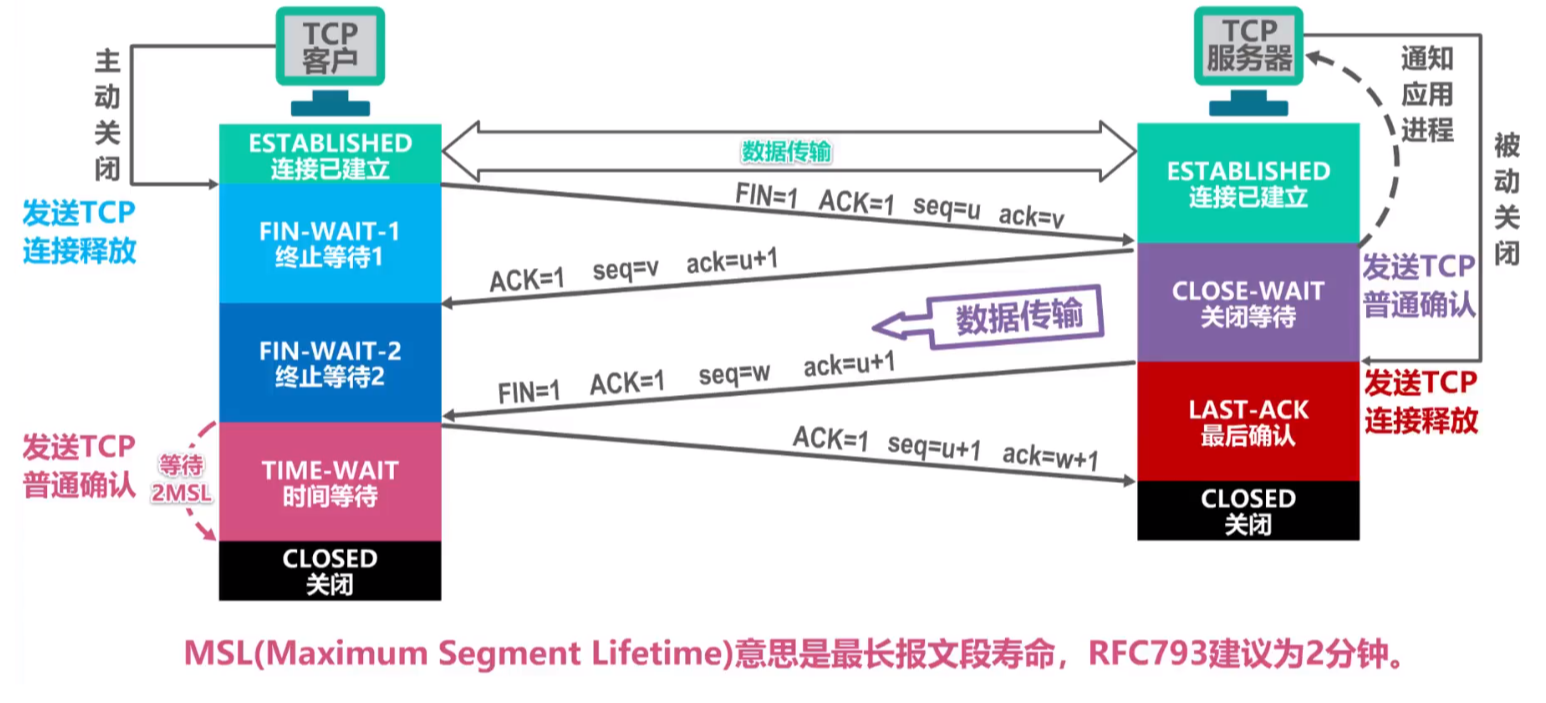 TCP
客户
TCP
服务器
主动关闭
通知
应用
进程
被动关闭
ESTABLISHED
连接已建立
数据传输
ESTABLISHED
连接已建立
发送TCP
连接释放
FIN-WAIT-1
终止等待1
FIN=1 ACK=1 seq=u ack=v
ACK=1 seq=v ack=u+1
CLOSE-WAIT
关闭等待
发送TCP
普通确认
数据传输
FIN-WAIT-2
终止等待2
FIN=1 ACK=1 seq=w ack=u+1
LAST-ACK
最后确认
发送TCP
连接释放
发送TCP
普通确认
等待
2MSL
TIME-WAIT
时间等待
ACK=1 seq=u+1 ack=w+1
CLOSED
关闭
CLOSED
关闭
MSL(Maximum Segment Lifetime)意思是最长报文段寿命，RFC793建议为2分钟。